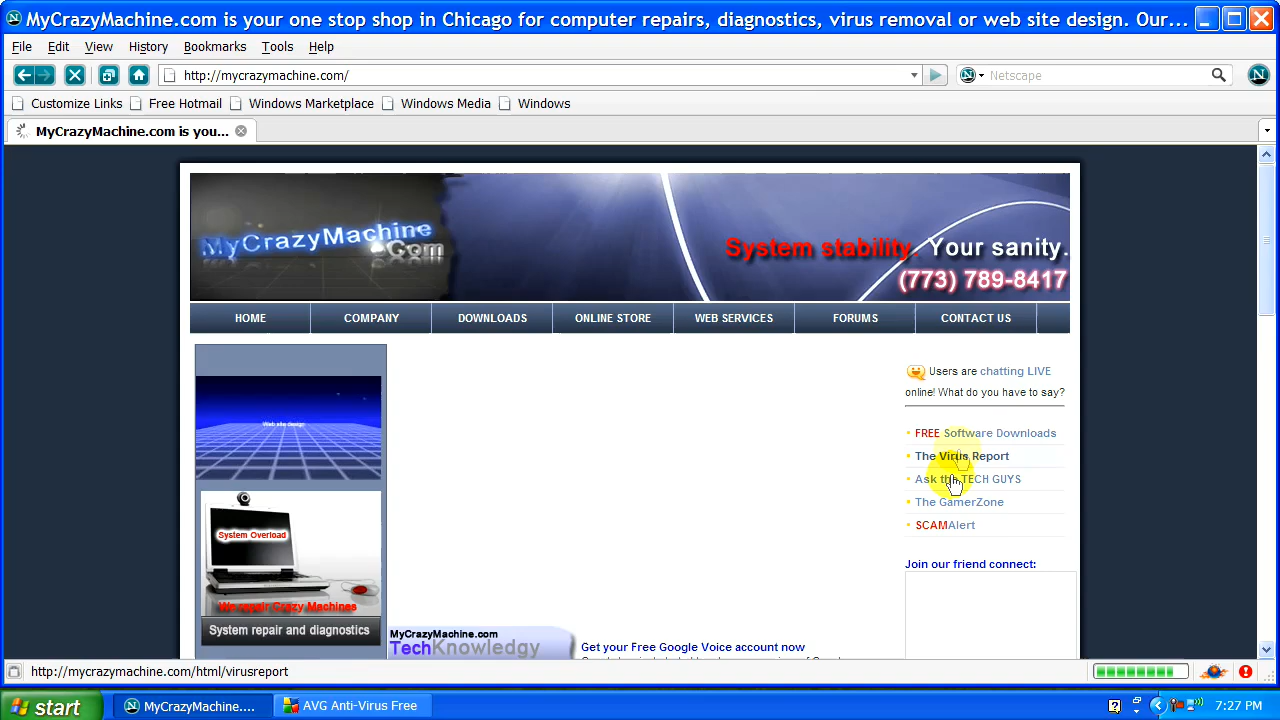 MyCrazyMachine.com is your one stop shop in Chicago for computer repairs, diagnostics, virus removal or web site design. Our...
File Edit View History Bookmarks Tools Help
http://mycrazymachine.com/ Netscape
Customize Links Free Hotmail Windows Marketplace Windows Media Windows
MyCrazyMachine.com is you...
MyCrazyMachine
Com
System stability. Your sanity.
(773) 789-8417
HOME COMPANY DOWNLOADS ONLINE STORE WEB SERVICES FORUMS CONTACT US
Users are chatting LIVE
online! What do you have to say?
Web site design
FREE Software Downloads
The Virus Report
Ask the TECH GUYS
The GamerZone
SCAMAlert
System Overload
We repair Crazy Machines
System repair and diagnostics
Join our friend connect:
MyCrazyMachine.com
TechKnowledgy
Get your Free Google Voice account now
http://mycrazymachine.com/html/virusreport
start MyCrazyMachine.... AVG Anti-Virus Free 7:27 PM